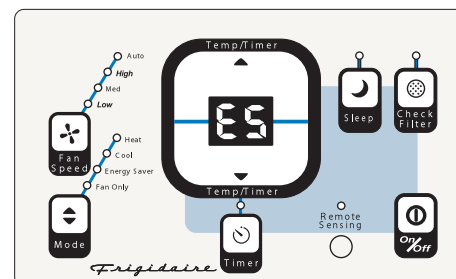 Temp/Timer
Auto
High
Med
Low
ES
Sleep
Check
Filter
Fan
Speed
Heat
Cool
Energy Saver
Fan Only
Temp/Timer
Mode
Timer
Remote
Sensing
On/Off
Frigidaire